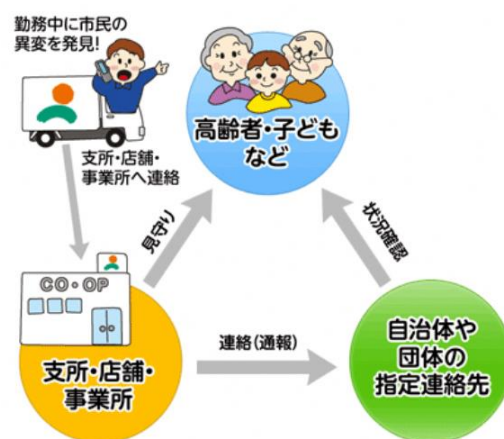 勤務中に市民の
異変を発見!
高齢者・子ども
など
支所・店舗・
事業所へ連絡
見守り
状況確認
CO・OP
連絡(通報)
支所・店舗・
事業所
自治体や
団体の
指定連絡先